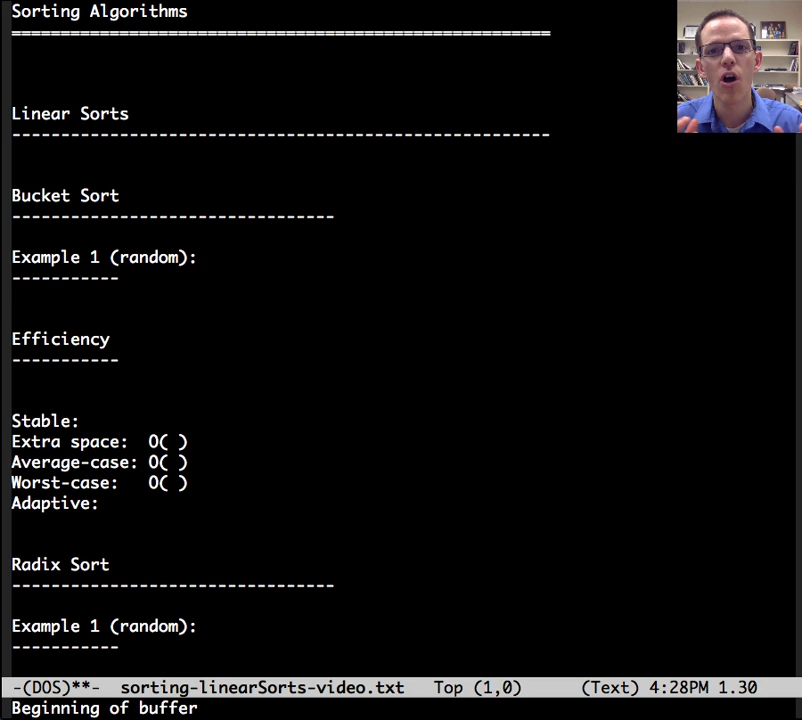 Sorting Algorithms
=======================================================
Linear Sorts
-------------------------------------------------------
Bucket Sort
---------------------------------
Example 1 (random):
-----------
Efficiency
-----------
Stable:
Extra space:  O( )
Average-case: O( )
Worst-case:   O( )
Adaptive:
Radix Sort
---------------------------------
Example 1 (random):
-----------
-(DOS)**-  sorting-linearSorts-video.txt   Top (1,0)      (Text) 4:28PM 1.30
Beginning of buffer